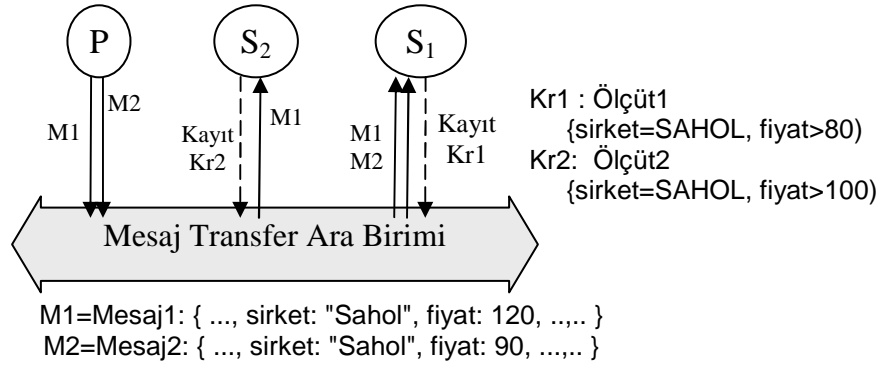 P
S2
S1
M1
M2
Kayıt
Kr2
M1
M1
M2
Kayıt
Kr1
Kr1 : Ölçüt1
{sirket=SAHOL, fiyat>80)
Kr2: Ölçüt2
{sirket=SAHOL, fiyat>100)
Mesaj Transfer Ara Birimi
M1=Mesaj1: { ..., sirket: "Sahol", fiyat: 120, ..,.. }
M2=Mesaj2: { ..., sirket: "Sahol", fiyat: 90, ...,.. }